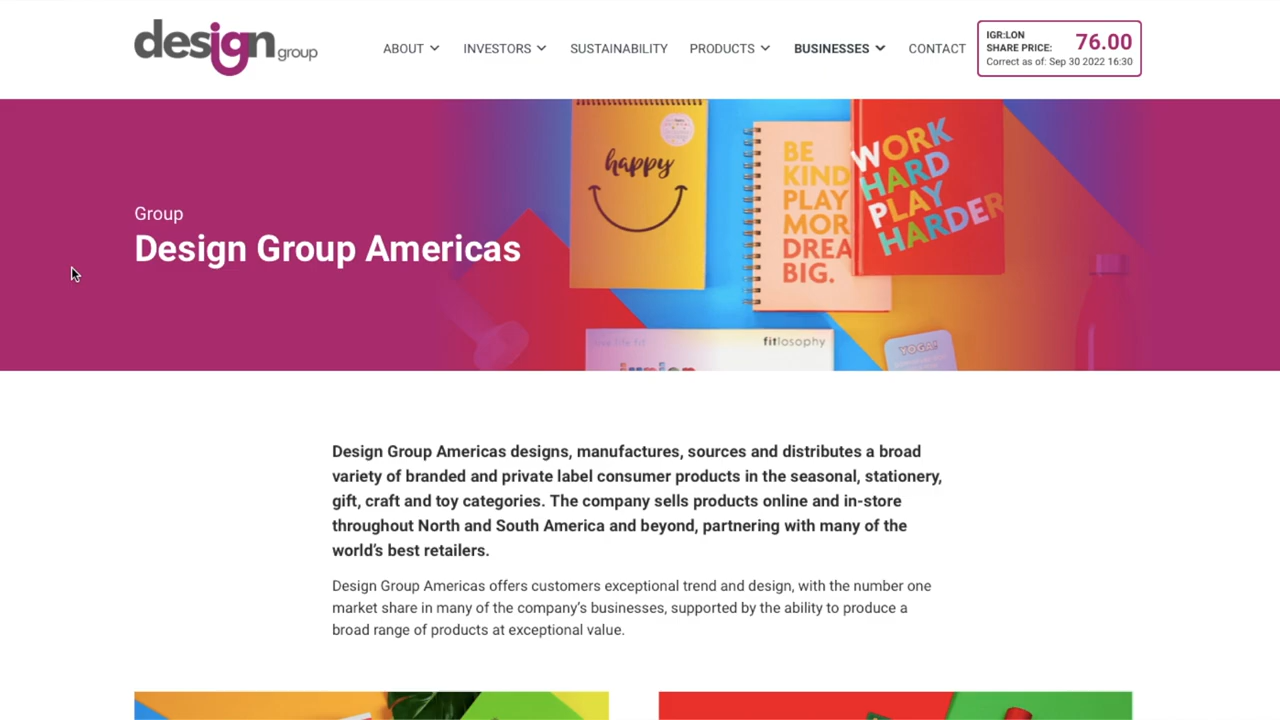 design group
ABOUT INVESTORS SUSTAINABILITY PRODUCTS BUSINESSES CONTACT
IGR:LON
SHARE PRICE: 76.00
Correct as of: Sep 30 2022 16:30
Group
Design Group Americas
happy
BE
KIND
PLAY
MOR
DREA
BIG.
WORK
HARD
PLAY
HARDER
love life fit fitlosophy
junior
YOGA!
Design Group Americas designs, manufactures, sources and distributes a broad
variety of branded and private label consumer products in the seasonal, stationery,
gift, craft and toy categories. The company sells products online and in-store
throughout North and South America and beyond, partnering with many of the
world's best retailers.
Design Group Americas offers customers exceptional trend and design, with the number one
market share in many of the company's businesses, supported by the ability to produce a
broad range of products at exceptional value.